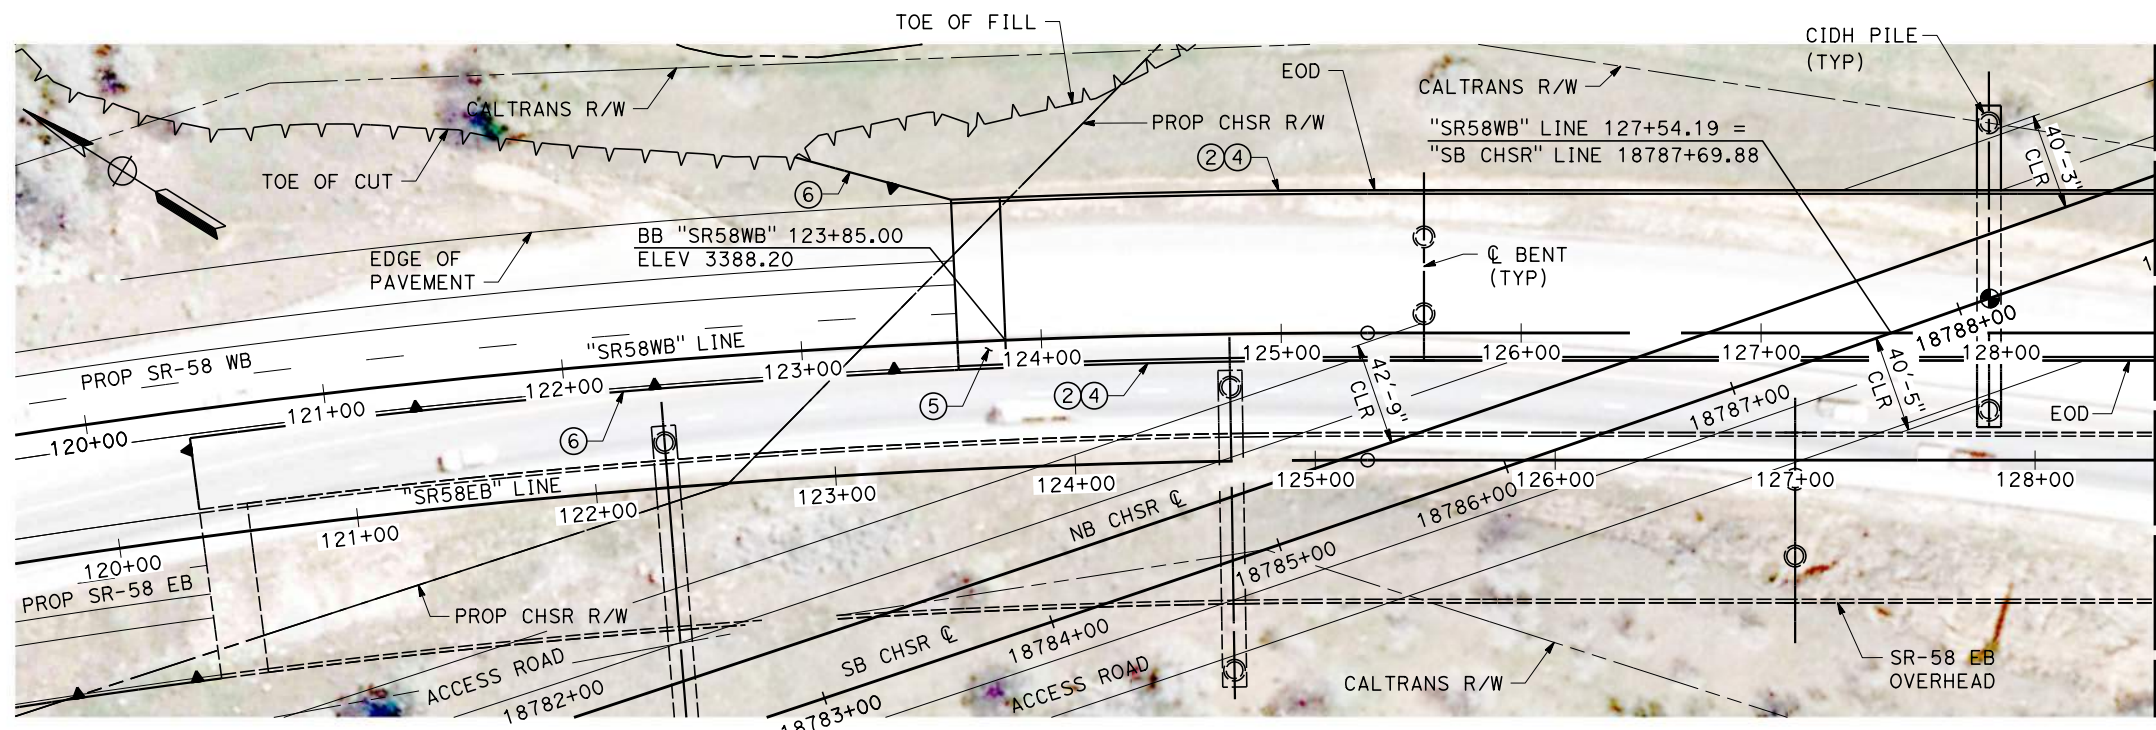 TOE OF FILL
CIDH PILE
(TYP)
EOD
CALTRANS R/W
CALTRANS R/W
PROP CHSR R/W
"SR58WB" LINE 127+54.19 =
"SB CHSR" LINE 18787+69.88
40'-3"
CLR
2 4
TOE OF CUT
6
BB "SR58WB" 123+85.00
ELEV 3388.20
EDGE OF
PAVEMENT
℄ BENT
(TYP)
18788+00
"SR58WB" LINE
PROP SR-58 WB
120+00
121+00
122+00
123+00
124+00
125+00
126+00
127+00
128+00
42'-9"
CLR
40'-5"
CLR
5
2 4
6
18787+00
EOD
"SR58EB" LINE
120+00
121+00
122+00
123+00
124+00
125+00
126+00
127+00
128+00
NB CHSR ℄
18786+00
18785+00
PROP SR-58 EB
PROP CHSR R/W
SB CHSR ℄
18784+00
ACCESS ROAD
18782+00
18783+00
ACCESS ROAD
CALTRANS R/W
SR-58 EB
OVERHEAD